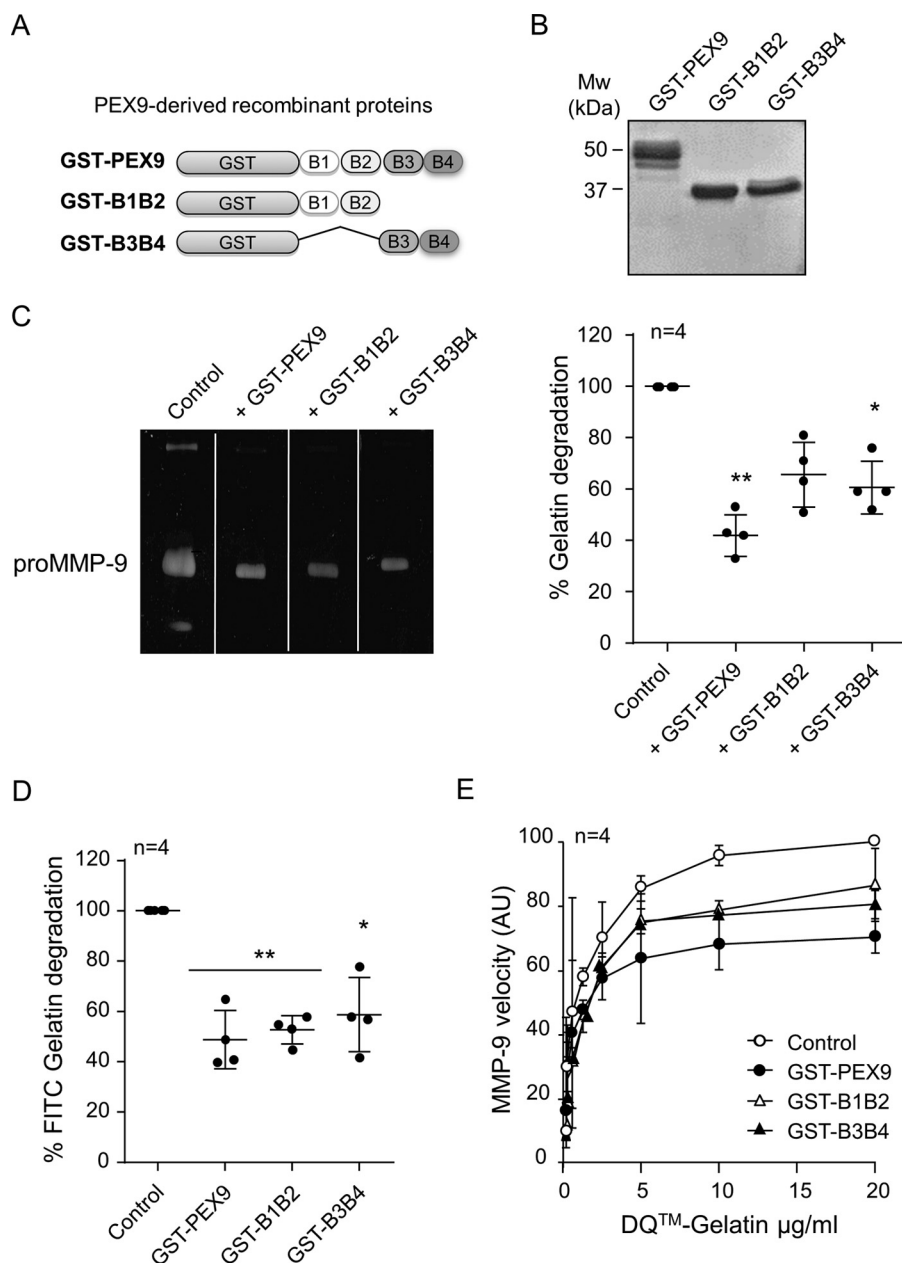 A
PEX9-derived recombinant proteins
GST-PEX9 GST B1 B2 B3 B4
GST-B1B2 GST B1 B2
GST-B3B4 GST B3 B4
B
Mw
(kDa)
GST-PEX9
GST-B1B2
GST-B3B4
50
37
C
Control
+ GST-PEX9
+ GST-B1B2
+ GST-B3B4
proMMP-9
% Gelatin degradation
n=4
120
100
80
60
40
20
0
**
*
Control
+ GST-PEX9
+ GST-B1B2
+ GST-B3B4
D
% FITC Gelatin degradation
n=4
120
100
80
60
40
20
0
**
*
Control
GST-PEX9
GST-B1B2
GST-B3B4
E
MMP-9 velocity (AU)
n=4
100
80
60
40
20
0
Control
GST-PEX9
GST-B1B2
GST-B3B4
0 5 10 15 20
DQ™-Gelatin µg/ml